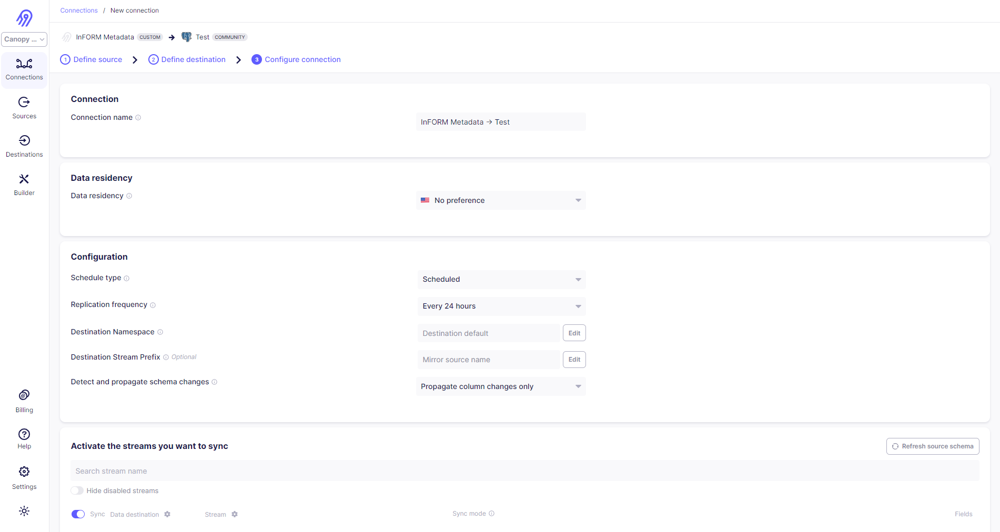 Connections / New connection
Canopy ...
InFORM Metadata CUSTOM → Test COMMUNITY
1 Define source > 2 Define destination > 3 Configure connection
Connections
Sources
Destinations
Builder
Billing
Help
Settings
Connection
Connection name
InFORM Metadata → Test
Data residency
Data residency
No preference
Configuration
Schedule type
Scheduled
Replication frequency
Every 24 hours
Destination Namespace
Destination default
Edit
Destination Stream Prefix Optional
Mirror source name
Edit
Detect and propagate schema changes
Propagate column changes only
Activate the streams you want to sync
Refresh source schema
Search stream name
Hide disabled streams
Sync Data destination Stream Sync mode Fields